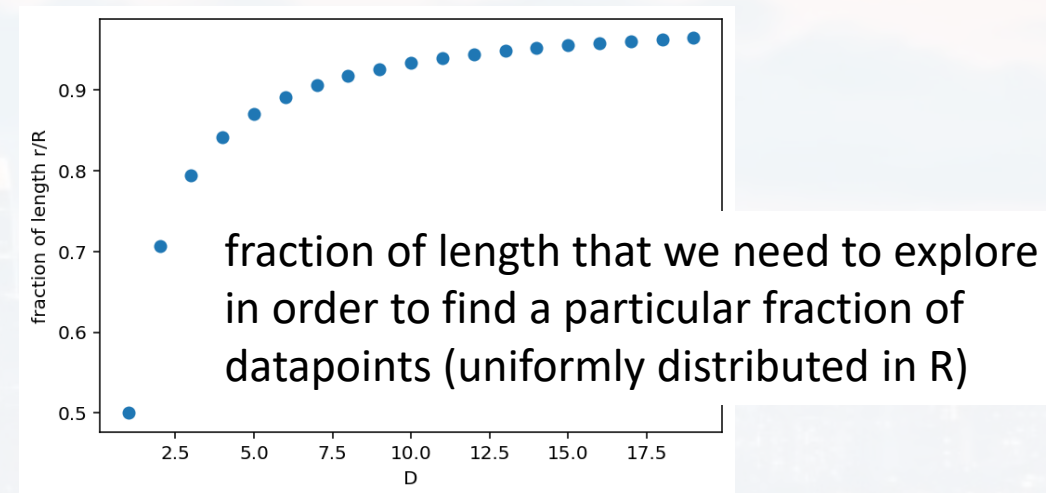 0.9
0.8
0.7
0.6
0.5
fraction of length r/R
fraction of length that we need to explore
in order to find a particular fraction of
datapoints (uniformly distributed in R)
2.5 5.0 7.5 10.0 12.5 15.0 17.5
D